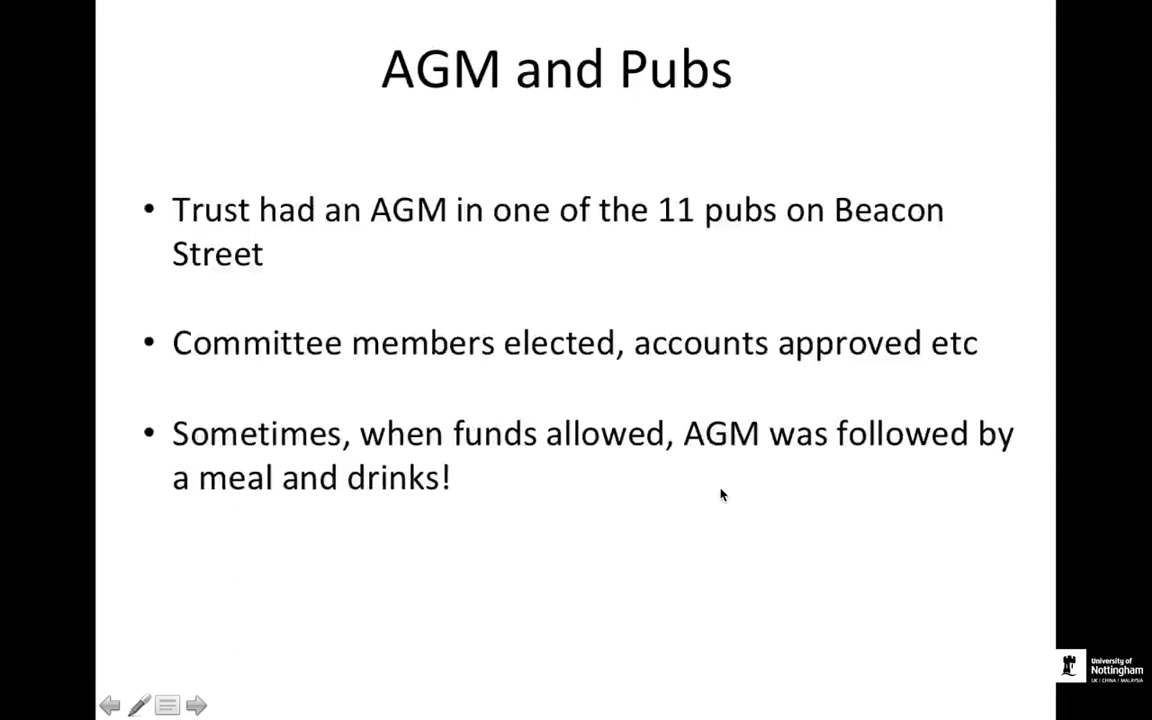 AGM and Pubs
• Trust had an AGM in one of the 11 pubs on Beacon
Street
• Committee members elected, accounts approved etc
• Sometimes, when funds allowed, AGM was followed by
a meal and drinks!
University of
Nottingham
UK | CHINA | MALAYSIA